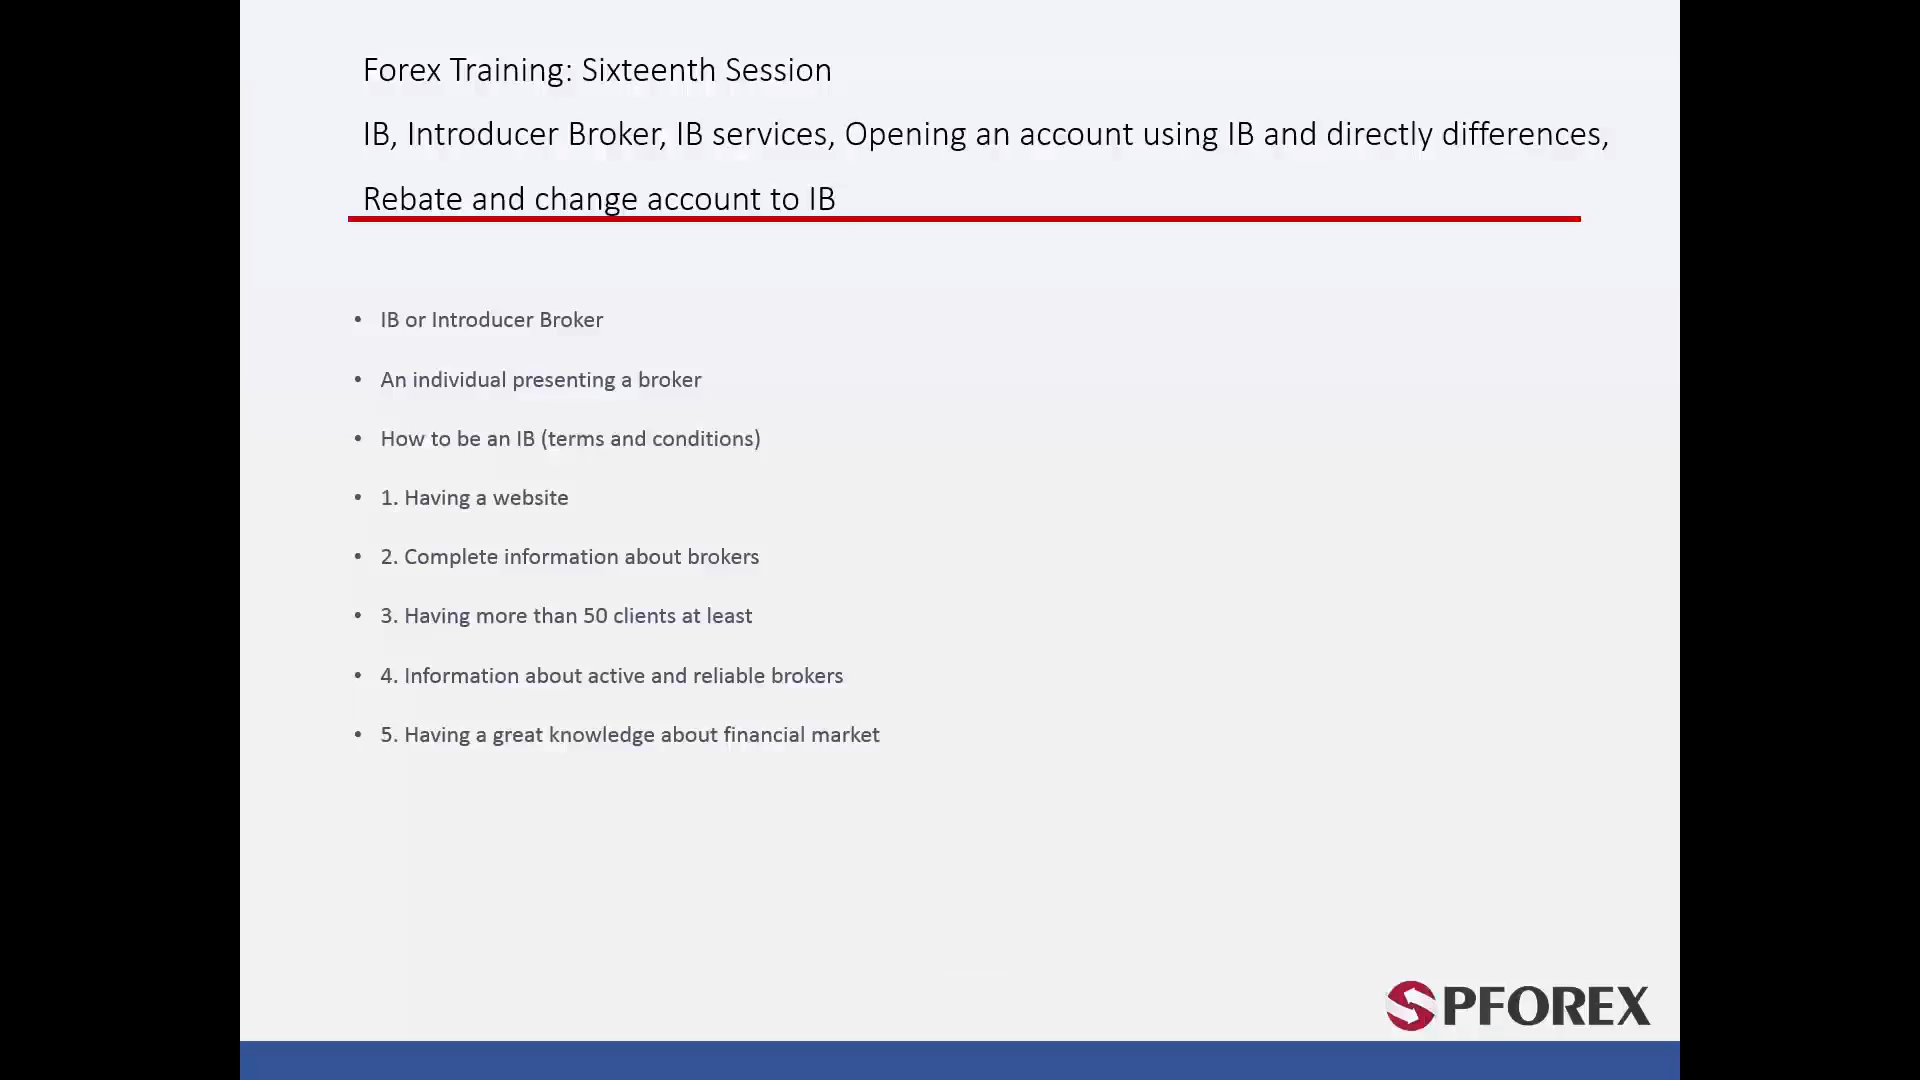 Forex Training: Sixteenth Session
IB, Introducer Broker, IB services, Opening an account using IB and directly differences,
Rebate and change account to IB
• IB or Introducer Broker
• An individual presenting a broker
• How to be an IB (terms and conditions)
• 1. Having a website
• 2. Complete information about brokers
• 3. Having more than 50 clients at least
• 4. Information about active and reliable brokers
• 5. Having a great knowledge about financial market
SPFOREX